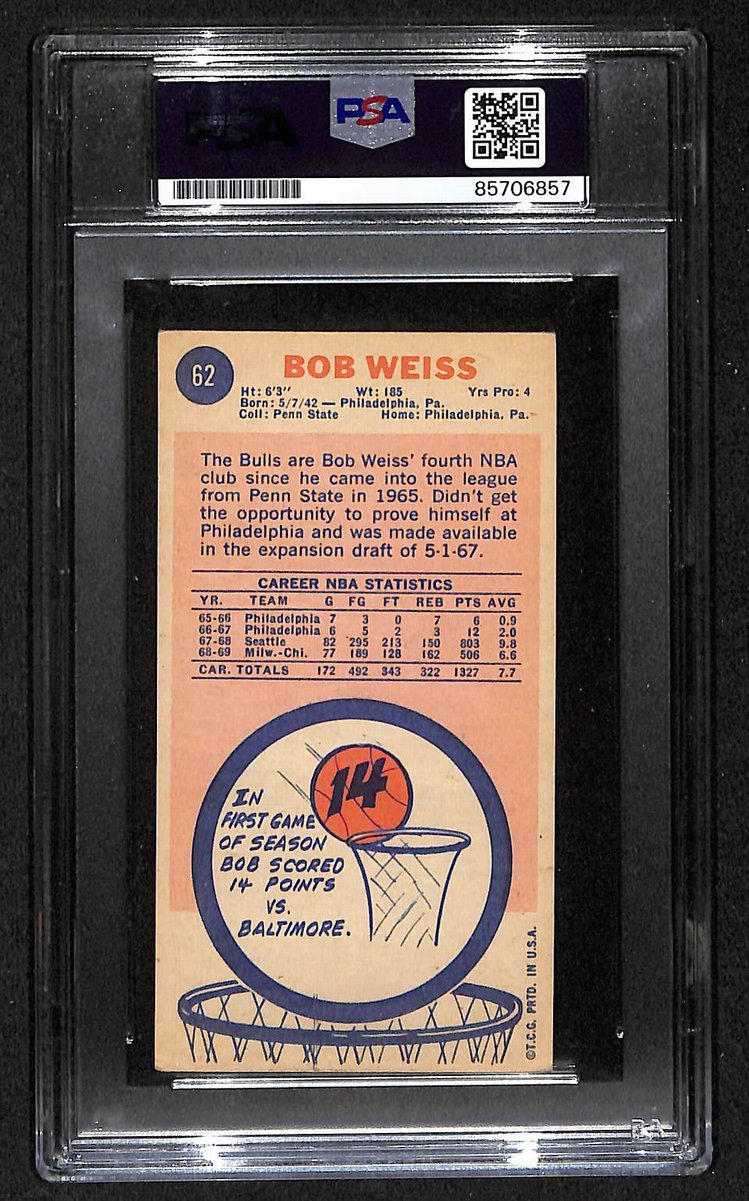 PSA
PSA
85706857
62
BOB WEISS
Ht: 6'3" Wt: 185 Yrs Pro: 4
Born: 5/7/42 — Philadelphia, Pa.
Coll: Penn State Home: Philadelphia, Pa.
The Bulls are Bob Weiss' fourth NBA
club since he came into the league
from Penn State in 1965. Didn't get
the opportunity to prove himself at
Philadelphia and was made available
in the expansion draft of 5-1-67.
CAREER NBA STATISTICS
YR. TEAM G FG FT REB PTS AVG
65-66 Philadelphia 7 3 0 7 6 0.9
66-67 Philadelphia 6 5 2 3 12 2.0
67-68 Seattle 82 295 213 150 803 9.8
68-69 Milw.-Chi. 77 189 128 162 506 6.6
CAR. TOTALS 172 492 343 322 1327 7.7
14
IN
FIRST GAME
OF SEASON
BOB SCORED
14 POINTS
VS.
BALTIMORE.
©T.C.G. PRTD. IN U.S.A.